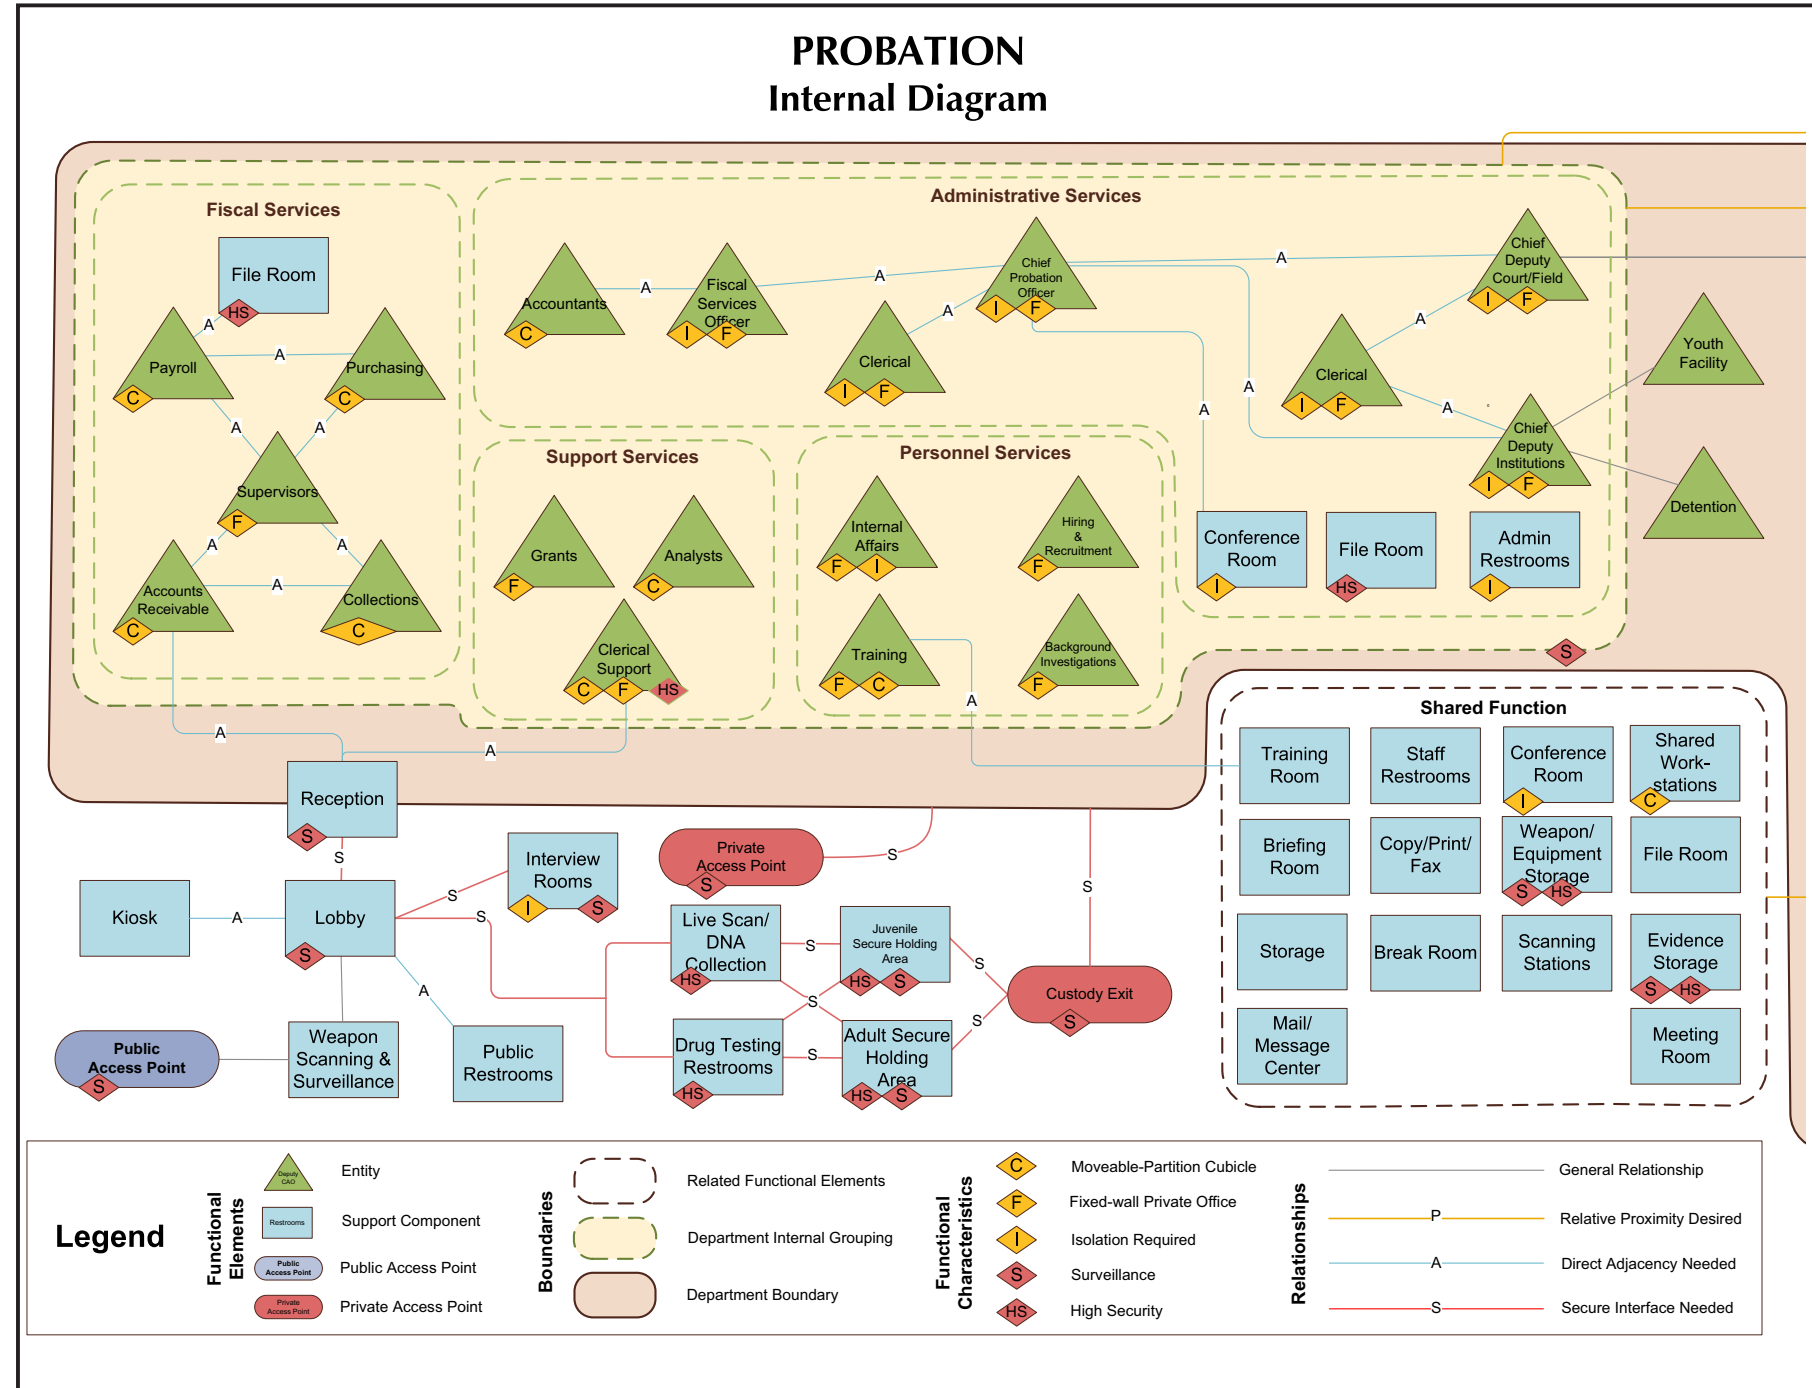 PROBATION
Internal Diagram
Fiscal Services
File Room
HS
A
Payroll
C
A
Purchasing
C
A
A
Supervisors
F
A
A
Accounts
Receivable
C
A
Collections
C
Administrative Services
Accountants
C
A
Fiscal
Services
Officer
I
F
A
Chief
Probation
Officer
I
F
A
Clerical
I
F
A
Chief
Deputy
Court/Field
I
F
A
Clerical
I
F
A
A
A
Chief
Deputy
Institutions
I
F
Conference
Room
I
File Room
HS
Admin
Restrooms
I
S
Youth
Facility
Detention
Support Services
Grants
F
Analysts
C
Clerical
Support
C
F
HS
Personnel Services
Internal
Affairs
F
I
Hiring
&
Recruitment
F
Training
F
C
Background
Investigations
F
A
A
A
Reception
S
S
Kiosk
A
Lobby
S
S
S
Interview
Rooms
I
S
A
Public
Access Point
S
Weapon
Scanning &
Surveillance
Public
Restrooms
Private
Access Point
S
S
S
Live Scan/
DNA
Collection
HS
S
Juvenile
Secure Holding
Area
HS
S
S
S
S
Custody Exit
S
Drug Testing
Restrooms
HS
S
Adult Secure
Holding
Area
HS
S
Shared Function
Training
Room
Staff
Restrooms
Conference
Room
I
Shared
Work-
stations
C
Briefing
Room
Copy/Print/
Fax
Weapon/
Equipment
Storage
S
HS
File Room
Storage
Break Room
Scanning
Stations
Evidence
Storage
S
HS
Mail/
Message
Center
Meeting
Room
Legend
Functional
Elements
Deputy
CAO
Entity
Restrooms
Support Component
Public
Access Point
Public Access Point
Private
Access Point
Private Access Point
Boundaries
Related Functional Elements
Department Internal Grouping
Department Boundary
Functional
Characteristics
C
Moveable-Partition Cubicle
F
Fixed-wall Private Office
I
Isolation Required
S
Surveillance
HS
High Security
Relationships
General Relationship
P
Relative Proximity Desired
A
Direct Adjacency Needed
S
Secure Interface Needed